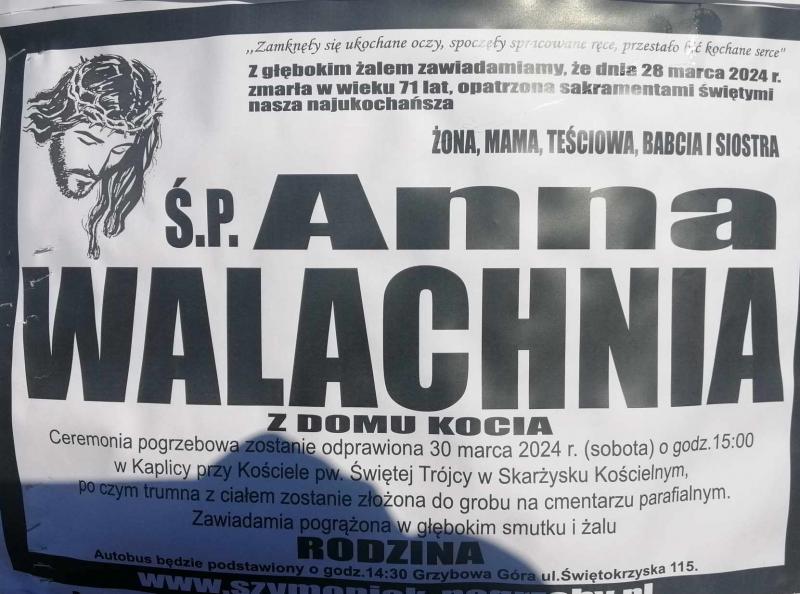 „Zamknęły się ukochane oczy, spoczęły spracowane ręce, przestało być kochane serce"
Z głębokim żalem zawiadamiamy, że dnia 28 marca 2024 r.
zmarła w wieku 71 lat, opatrzona sakramentami świętymi
nasza najukochańsza
ŻONA, MAMA, TEŚCIOWA, BABCIA I SIOSTRA
Ś.P. Anna
WALACHNIA
Z DOMU KOCIA
Ceremonia pogrzebowa zostanie odprawiona 30 marca 2024 r. (sobota) o godz.15:00
w Kaplicy przy Kościele pw. Świętej Trójcy w Skarżysku Kościelnym,
po czym trumna z ciałem zostanie złożona do grobu na cmentarzu parafialnym.
Zawiadamia pogrążona w głębokim smutku i żalu
RODZINA
Autobus będzie podstawiony o godz.14:30 Grzybowa Góra ul.Świętokrzyska 115.